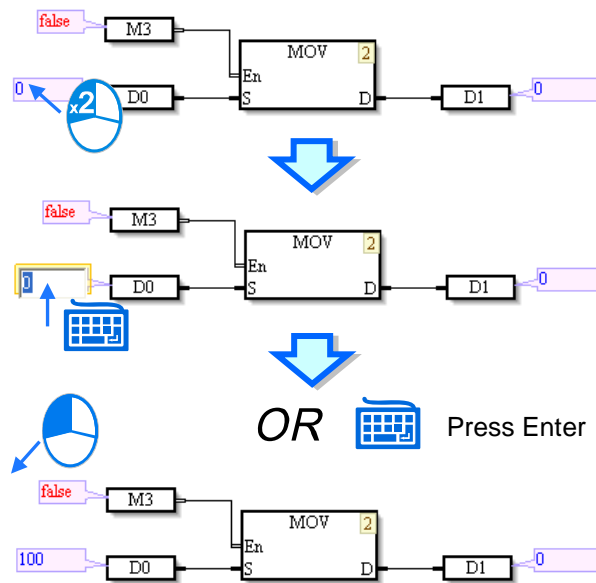 false
M3
MOV 2
En
0 x2 D0 S D D1 0
false
M3
MOV 2
En
0 D0 S D D1 0
OR Press Enter
false
M3
MOV 2
En
100 D0 S D D1 0